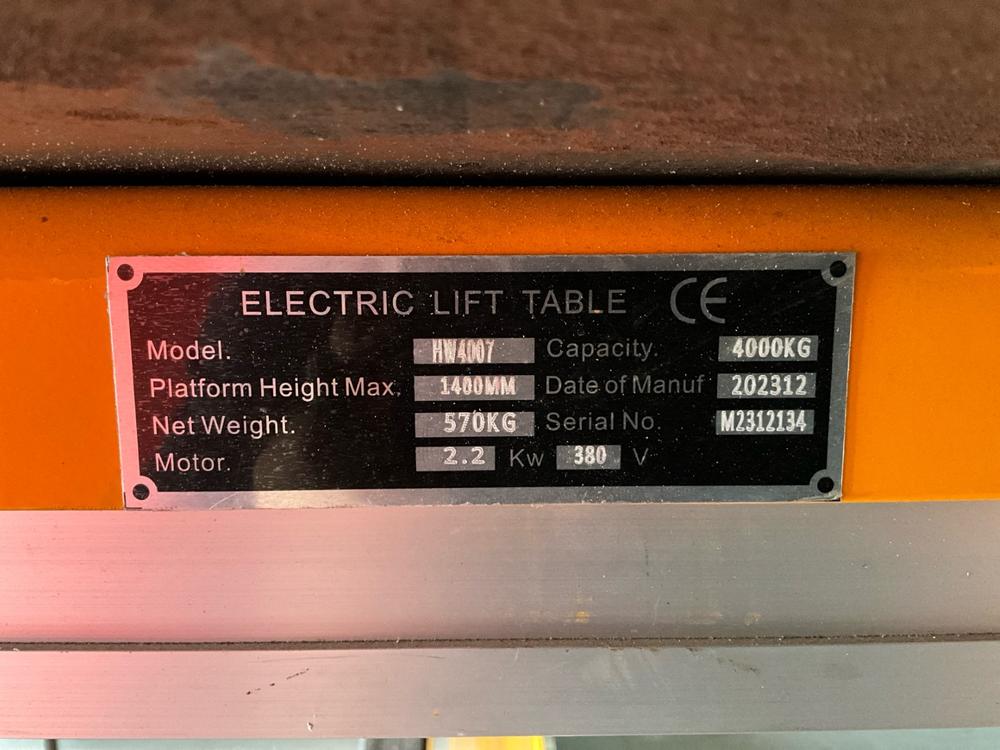 ELECTRIC LIFT TABLE CE
Model. HW4007 Capacity. 4000KG
Platform Height Max. 1400MM Date of Manuf 202312
Net Weight. 570KG Serial No. M2312134
Motor. 2.2 Kw 380 V